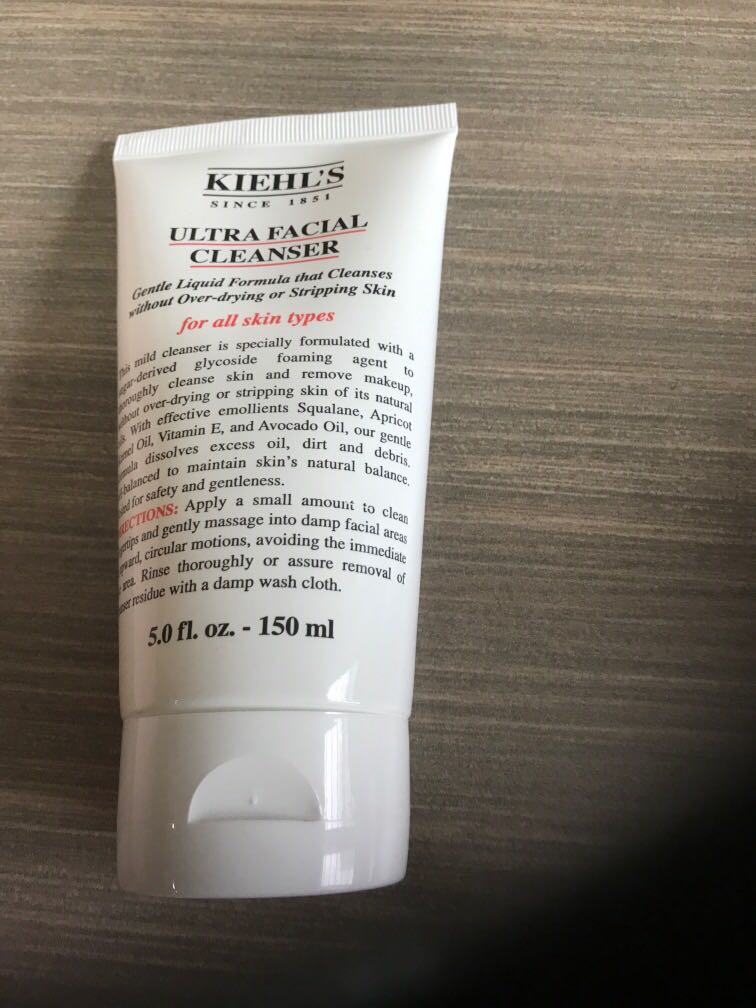 KIEHL'S
SINCE 1851
ULTRA FACIAL
CLEANSER
Gentle Liquid Formula that Cleanses
without Over-drying or Stripping Skin
for all skin types
This mild cleanser is specially formulated with a
sugar-derived glycoside foaming agent to
thoroughly cleanse skin and remove makeup,
without over-drying or stripping skin of its natural
oils. With effective emollients Squalane, Apricot
Kernel Oil, Vitamin E, and Avocado Oil, our gentle
formula dissolves excess oil, dirt and debris.
balanced to maintain skin's natural balance.
Tested for safety and gentleness.
DIRECTIONS: Apply a small amount to clean
fingertips and gently massage into damp facial areas
upward, circular motions, avoiding the immediate
area. Rinse thoroughly or assure removal of
cleanser residue with a damp wash cloth.
5.0 fl. oz. - 150 ml